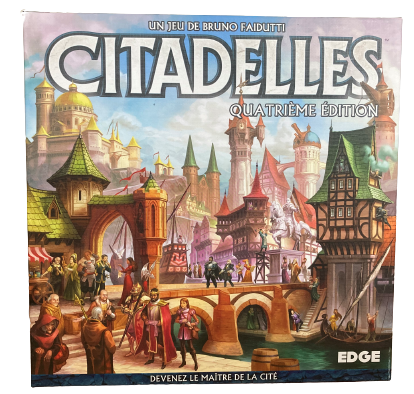 UN JEU DE BRUNO FAIDUTTI
CITADELLES
QUATRIÈME ÉDITION
EDGE
DEVENEZ LE MAÎTRE DE LA CITÉ